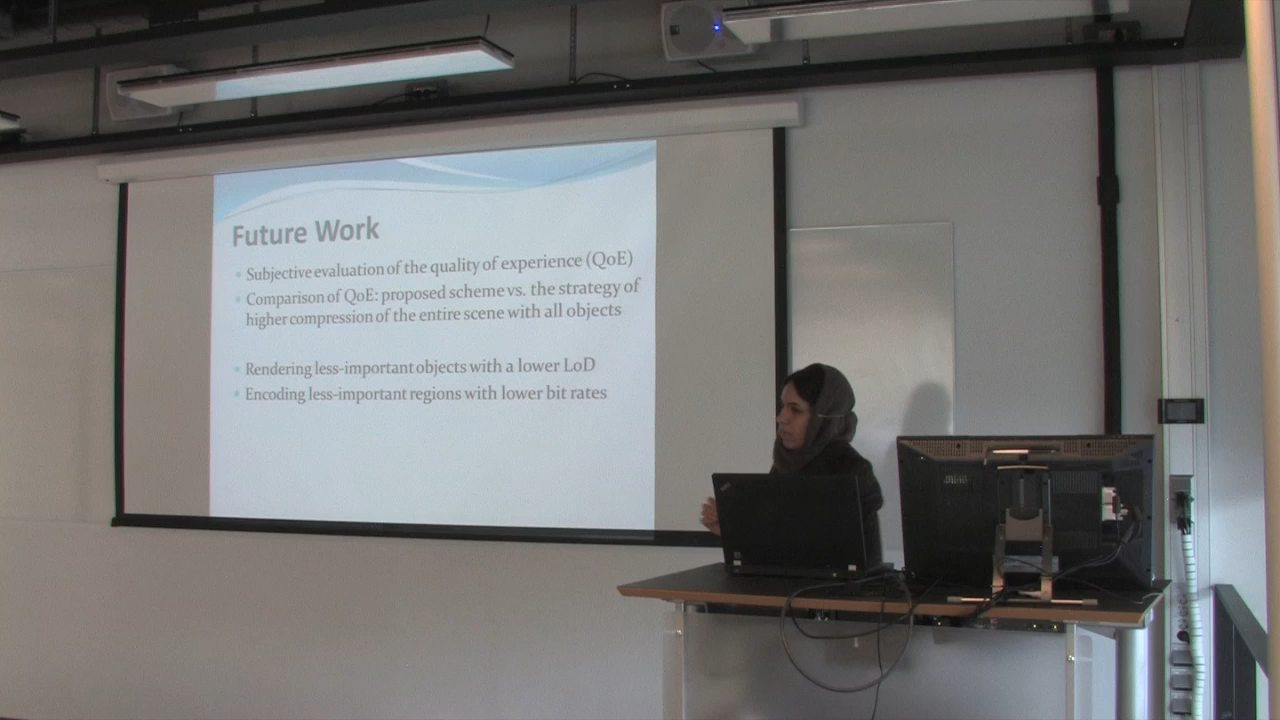 Future Work
Subjective evaluation of the quality of experience (QoE)
Comparison of QoE: proposed scheme vs. the strategy of
higher compression of the entire scene with all objects
Rendering less-important objects with a lower LoD
Encoding less-important regions with lower bit rates